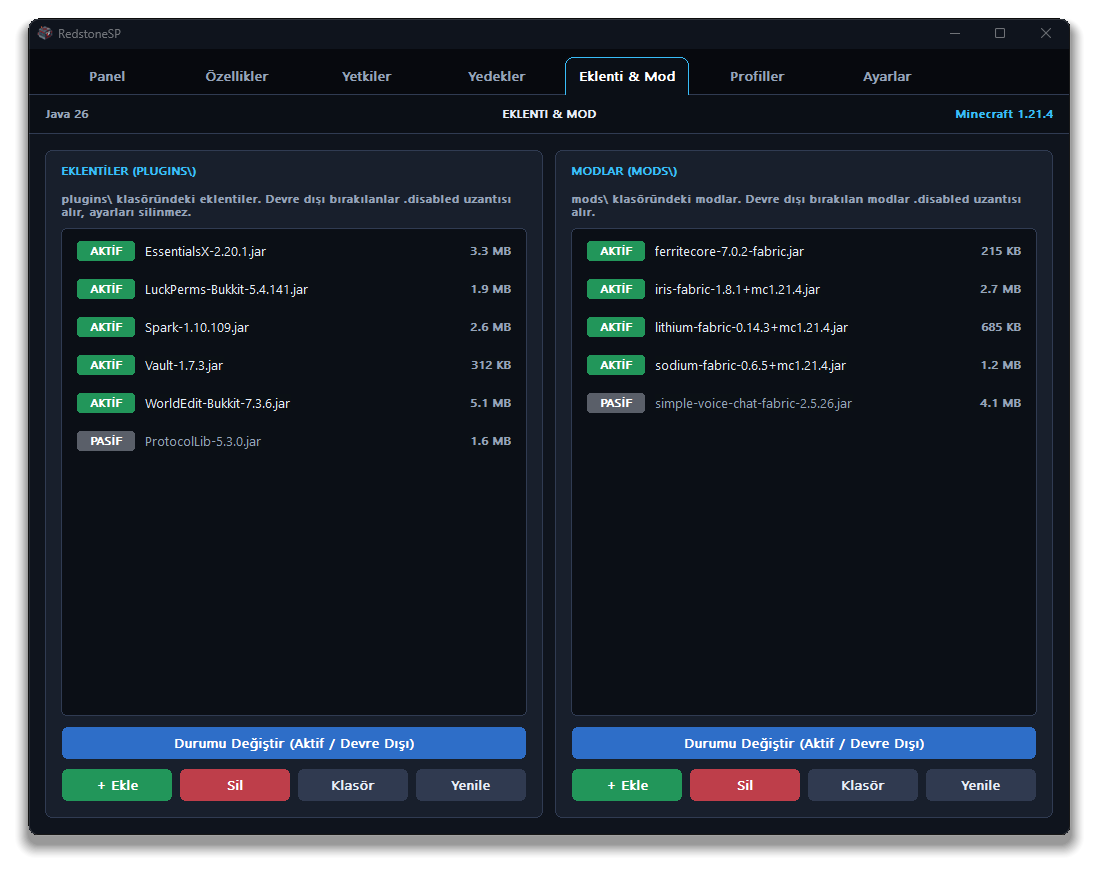 RedstoneSP
Panel Özellikler Yetkiler Yedekler Eklenti & Mod Profiller Ayarlar
Java 26 EKLENTI & MOD Minecraft 1.21.4
EKLENTİLER (PLUGINS\)
plugins\ klasöründeki eklentiler. Devre dışı bırakılanlar .disabled uzantısı
alır, ayarları silinmez.
AKTİF EssentialsX-2.20.1.jar 3.3 MB
AKTİF LuckPerms-Bukkit-5.4.141.jar 1.9 MB
AKTİF Spark-1.10.109.jar 2.6 MB
AKTİF Vault-1.7.3.jar 312 KB
AKTİF WorldEdit-Bukkit-7.3.6.jar 5.1 MB
PASİF ProtocolLib-5.3.0.jar 1.6 MB
Durumu Değiştir (Aktif / Devre Dışı)
+ Ekle Sil Klasör Yenile
MODLAR (MODS\)
mods\ klasöründeki modlar. Devre dışı bırakılan modlar .disabled uzantısı
alır.
AKTİF ferritecore-7.0.2-fabric.jar 215 KB
AKTİF iris-fabric-1.8.1+mc1.21.4.jar 2.7 MB
AKTİF lithium-fabric-0.14.3+mc1.21.4.jar 685 KB
AKTİF sodium-fabric-0.6.5+mc1.21.4.jar 1.2 MB
PASİF simple-voice-chat-fabric-2.5.26.jar 4.1 MB
Durumu Değiştir (Aktif / Devre Dışı)
+ Ekle Sil Klasör Yenile